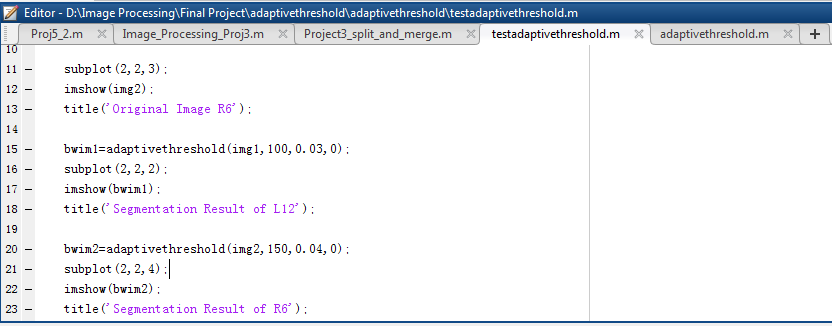 Editor - D:\Image Processing\Final Project\adaptivethreshold\adaptivethreshold\testadaptivethreshold.m
Proj5_2.m Image_Processing_Proj3.m Project3_split_and_merge.m testadaptivethreshold.m adaptivethreshold.m
10
11 - subplot(2,2,3);
12 - imshow(img2);
13 - title('Original Image R6');
14
15 - bwim1=adaptivethreshold(img1,100,0.03,0);
16 - subplot(2,2,2);
17 - imshow(bwim1);
18 - title('Segmentation Result of L12');
19
20 - bwim2=adaptivethreshold(img2,150,0.04,0);
21 - subplot(2,2,4);
22 - imshow(bwim2);
23 - title('Segmentation Result of R6');